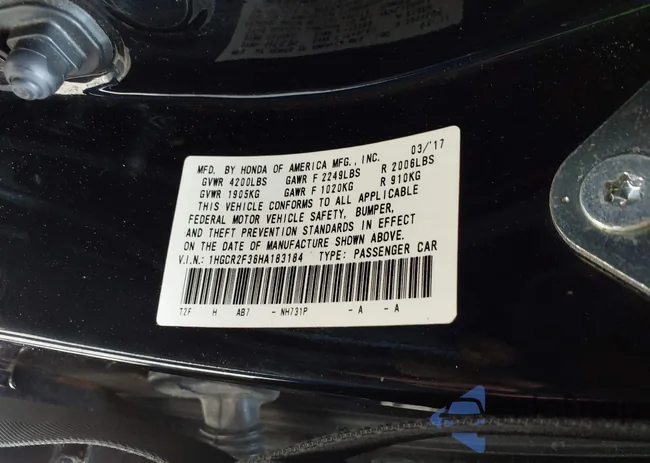 MFD. BY HONDA OF AMERICA MFG., INC. 03/'17
GVWR 4200LBS GAWR F 2249LBS R 2006LBS
GVWR 1905KG GAWR F 1020KG R 910KG
THIS VEHICLE CONFORMS TO ALL APPLICABLE
FEDERAL MOTOR VEHICLE SAFETY, BUMPER,
AND THEFT PREVENTION STANDARDS IN EFFECT
ON THE DATE OF MANUFACTURE SHOWN ABOVE.
V.I.N.: 1HGCR2F36HA183184 TYPE: PASSENGER CAR
T2F H AB7 - NH731P - A - A